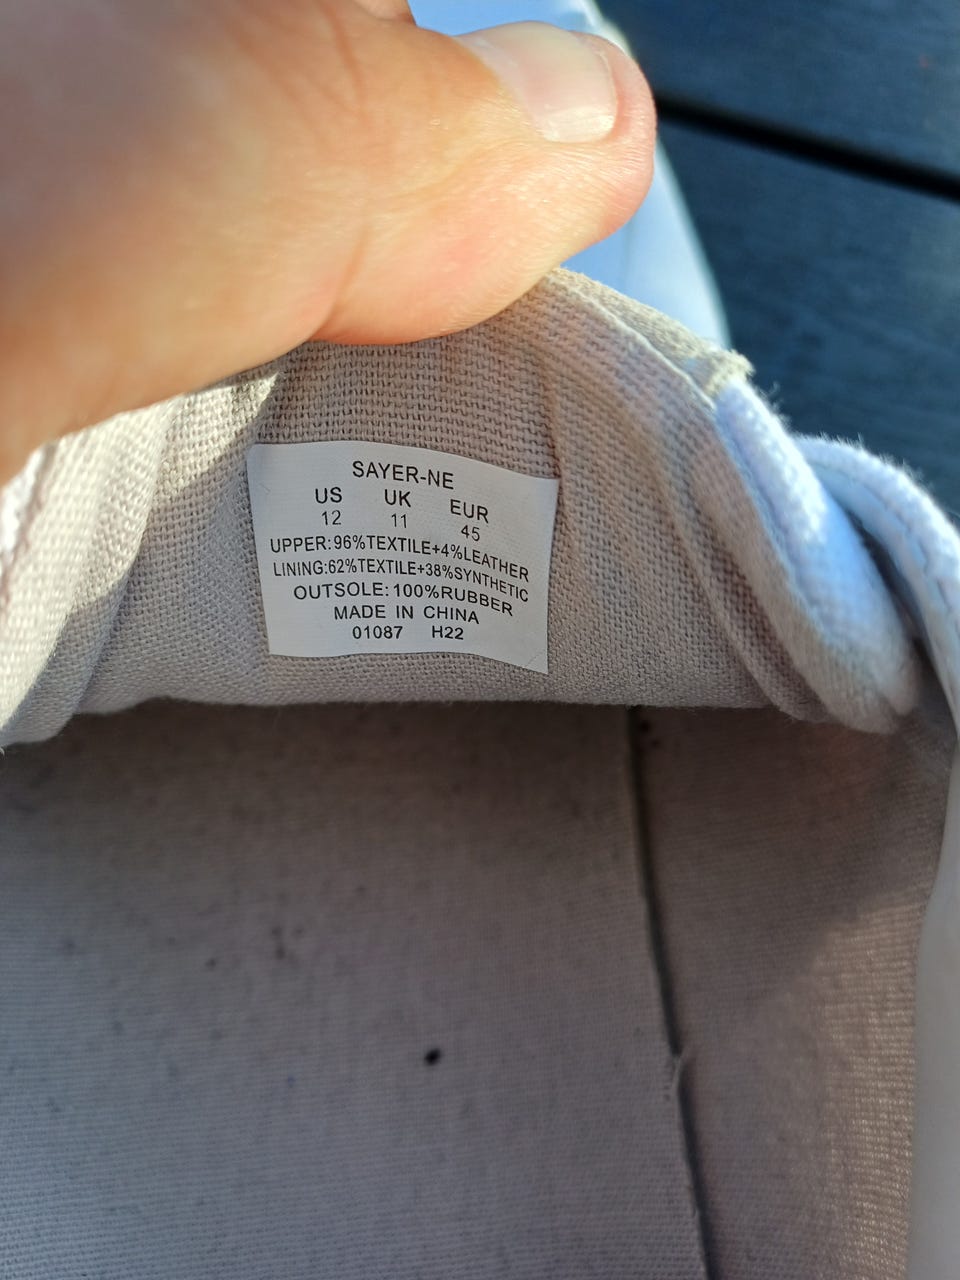 SAYER-NE
US UK EUR
12 11 45
UPPER:96%TEXTILE+4%LEATHER
LINING:62%TEXTILE+38%SYNTHETIC
OUTSOLE:100%RUBBER
MADE IN CHINA
01087 H22